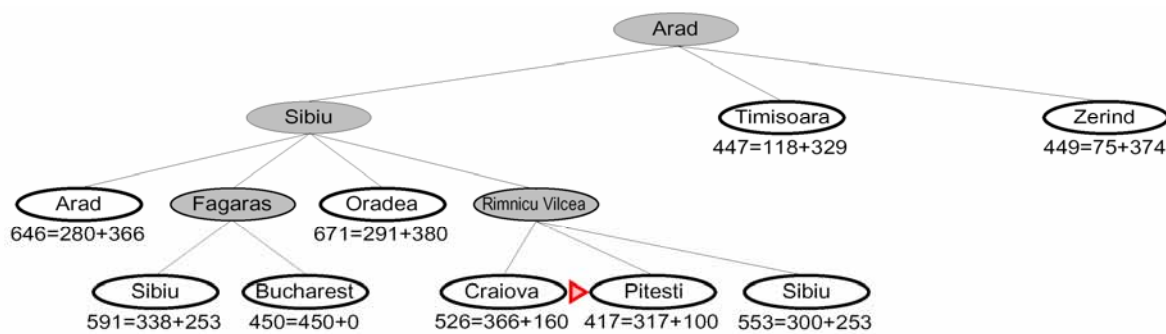 Arad
Sibiu
Timisoara
Zerind
447=118+329
449=75+374
Arad
Fagaras
Oradea
Rimnicu Vilcea
646=280+366
671=291+380
Sibiu
Bucharest
Craiova
Pitesti
Sibiu
591=338+253
450=450+0
526=366+160
417=317+100
553=300+253